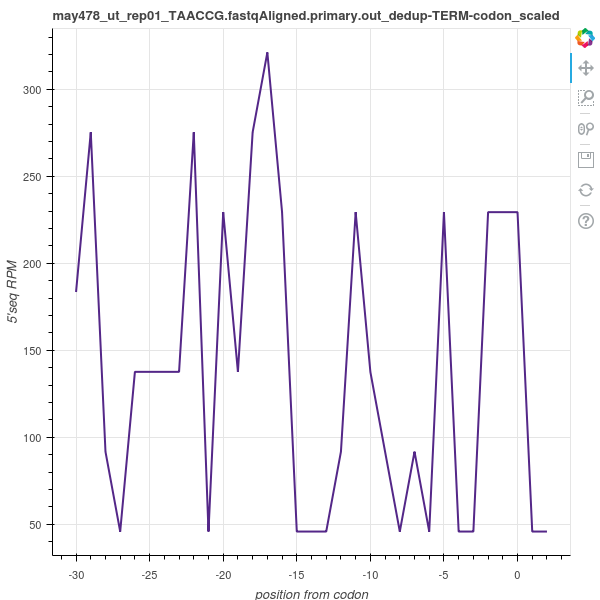 may478_ut_rep01_TAACCG.fastqAligned.primary.out_dedup-TERM-codon_scaled
300
250
200
150
100
50
5'seq RPM
-30 -25 -20 -15 -10 -5 0
position from codon